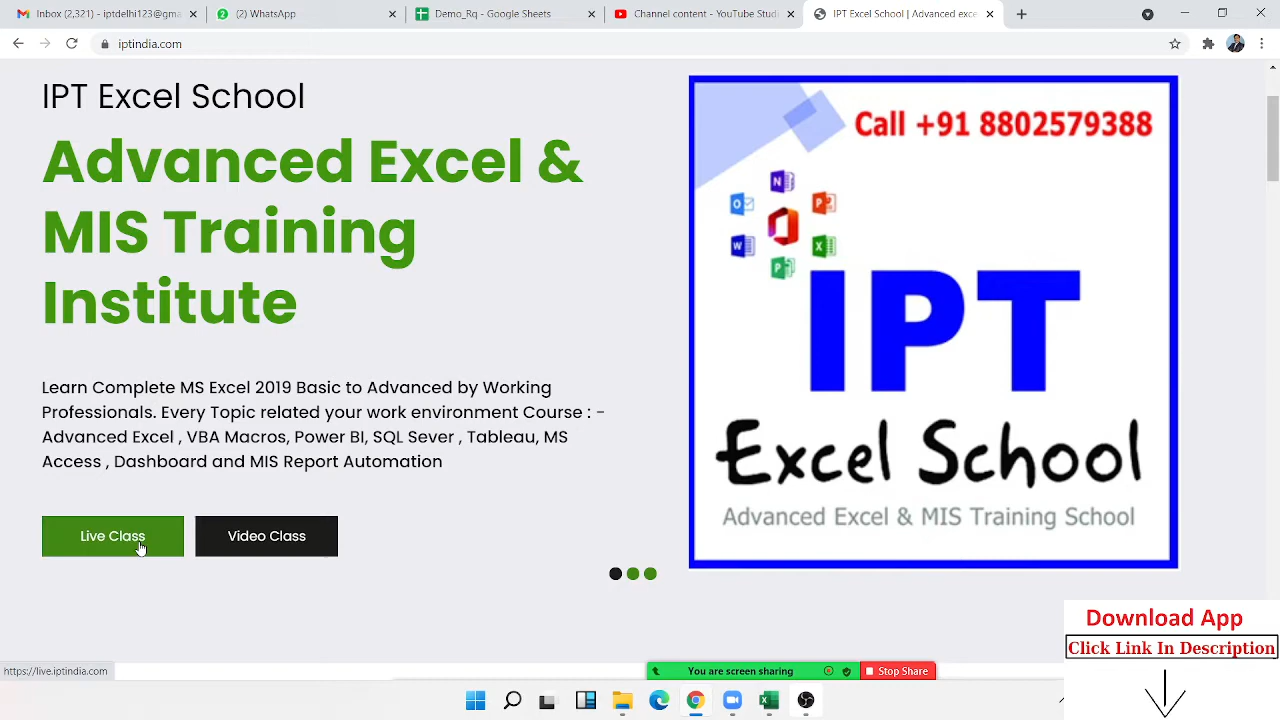 Inbox (2,321) - iptdelhi123@gma
(2) WhatsApp
Demo_Rq - Google Sheets
Channel content - YouTube Studi
IPT Excel School | Advanced exce
iptindia.com
IPT Excel School
Advanced Excel &
MIS Training
Institute
Learn Complete MS Excel 2019 Basic to Advanced by Working
Professionals. Every Topic related your work environment Course : -
Advanced Excel , VBA Macros, Power BI, SQL Sever , Tableau, MS
Access , Dashboard and MIS Report Automation
Live Class
Video Class
Call +91 8802579388
IPT
Excel School
Advanced Excel & MIS Training School
Download App
Click Link In Description
https://live.iptindia.com
You are screen sharing
Stop Share